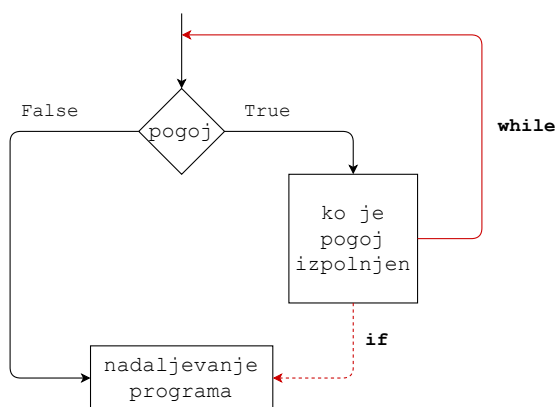 False
True
pogoj
while
ko je
pogoj
izpolnjen
if
nadaljevanje
programa